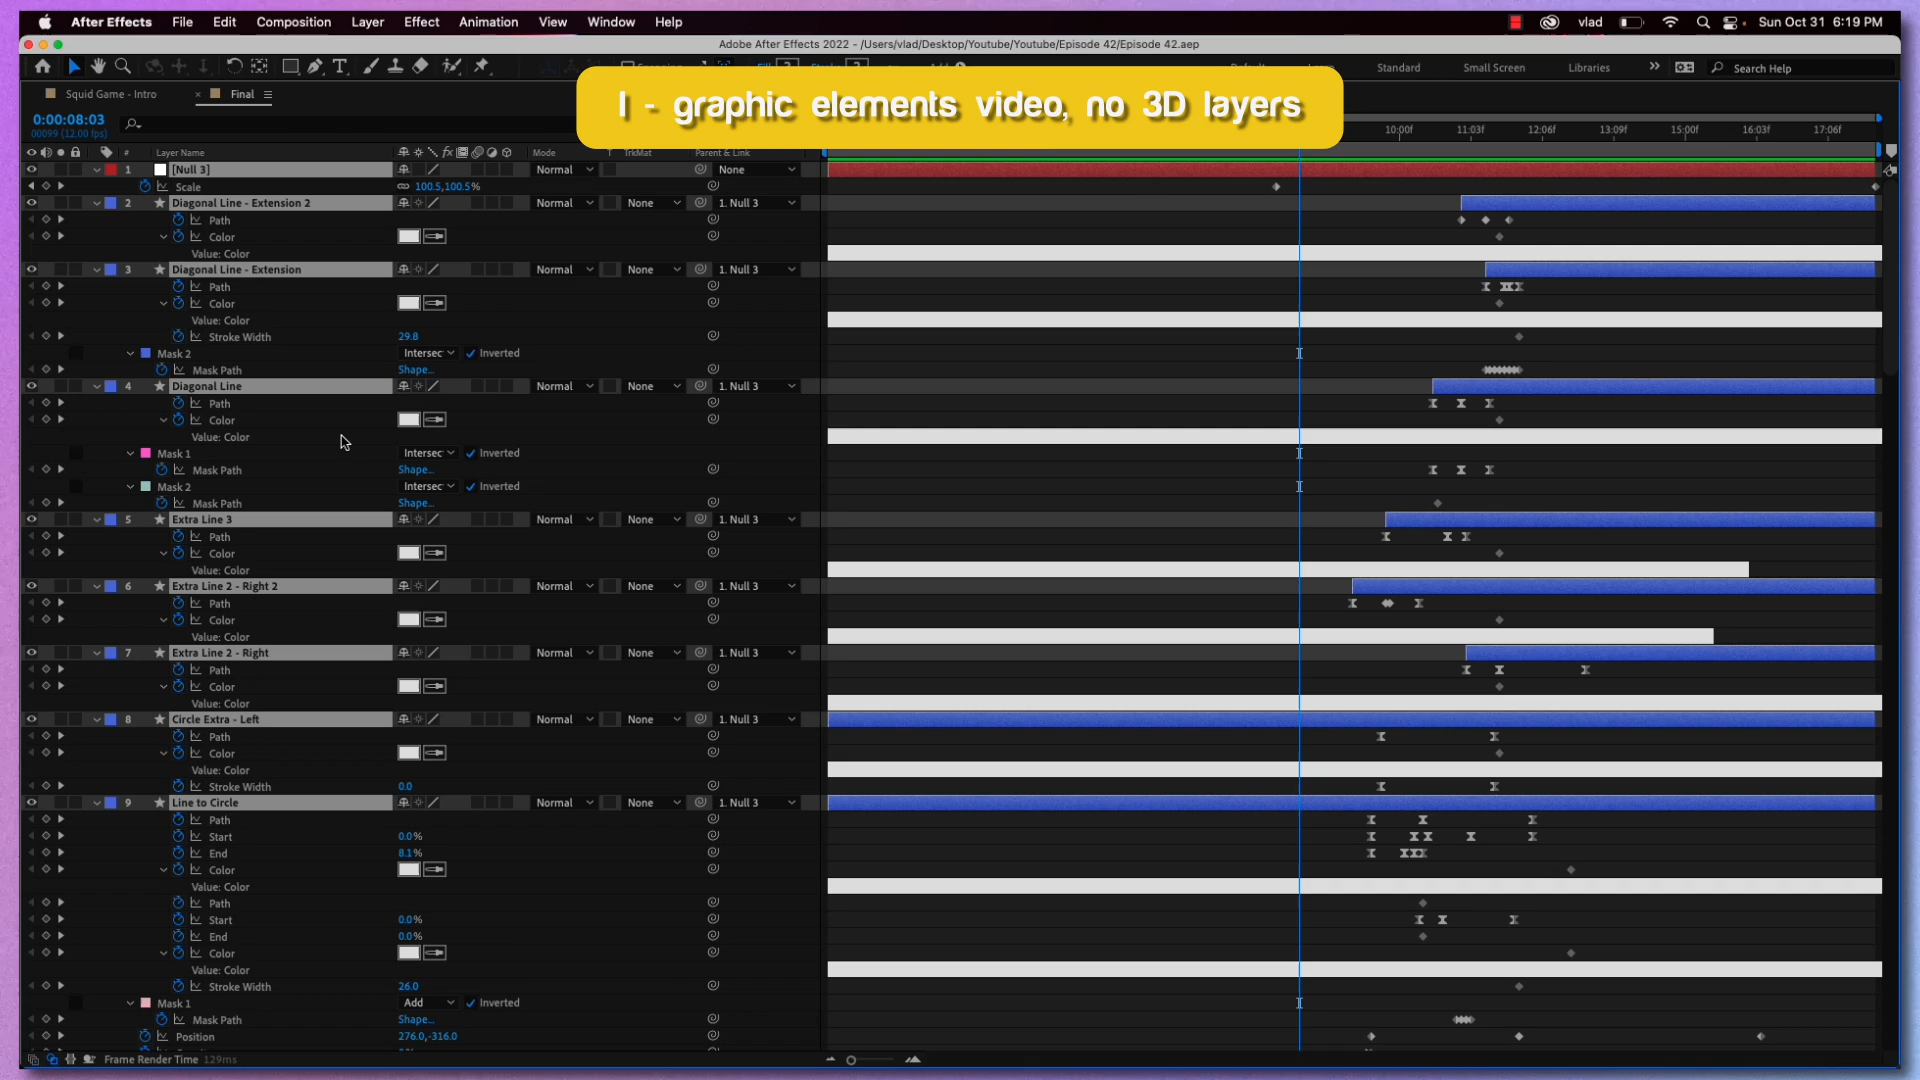 After Effects File Edit Composition Layer Effect Animation View Window Help vlad Sun Oct 31 6:19 PM
Adobe After Effects 2022 - /Users/vlad/Desktop/Youtube/Youtube/Episode 42/Episode 42.aep
Standard Small Screen Libraries Search Help
1 - graphic elements video, no 3D layers
Squid Game - Intro Final
0:00:08:03
00099 (12.00 fps)
10:00f 11:03f 12:06f 13:09f 15:00f 16:03f 17:06f
# Layer Name Mode T TrkMat Parent & Link
1 [Null 3] Normal None
Scale 100.5,100.5%
2 Diagonal Line - Extension 2 Normal None 1. Null 3
Path
Color
Value: Color
3 Diagonal Line - Extension Normal None 1. Null 3
Path
Color
Value: Color
Stroke Width 29.8
Mask 2 Intersec Inverted
Mask Path Shape...
4 Diagonal Line Normal None 1. Null 3
Path
Color
Value: Color
Mask 1 Intersec Inverted
Mask Path Shape...
Mask 2 Intersec Inverted
Mask Path Shape...
5 Extra Line 3 Normal None 1. Null 3
Path
Color
Value: Color
6 Extra Line 2 - Right 2 Normal None 1. Null 3
Path
Color
Value: Color
7 Extra Line 2 - Right Normal None 1. Null 3
Path
Color
Value: Color
8 Circle Extra - Left Normal None 1. Null 3
Path
Color
Value: Color
Stroke Width 0.0
9 Line to Circle Normal None 1. Null 3
Path
Start 0.0%
End 8.1%
Color
Value: Color
Path
Start 0.0%
End 0.0%
Color
Value: Color
Stroke Width 26.0
Mask 1 Add Inverted
Mask Path Shape...
Position 276.0,-316.0
Frame Render Time 129ms